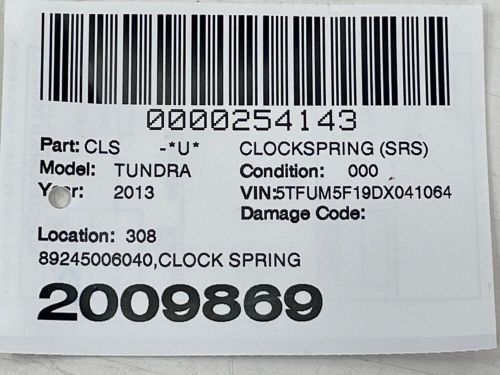 0000254143
Part: CLS -*U* CLOCKSPRING (SRS)
Model: TUNDRA Condition: 000
Year: 2013 VIN:5TFUM5F19DX041064
Damage Code:
Location: 308
89245006040,CLOCK SPRING
2009869